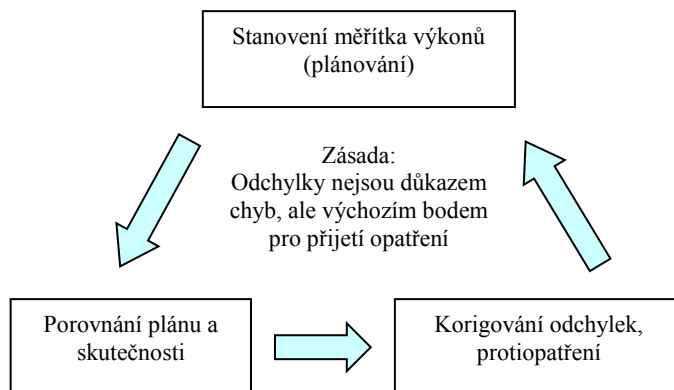 Stanovení měřítka výkonů
(plánování)
Zásada:
Odchylky nejsou důkazem
chyb, ale výchozím bodem
pro přijetí opatření
Porovnání plánu a
skutečnosti
Korigování odchylek,
protiopatření